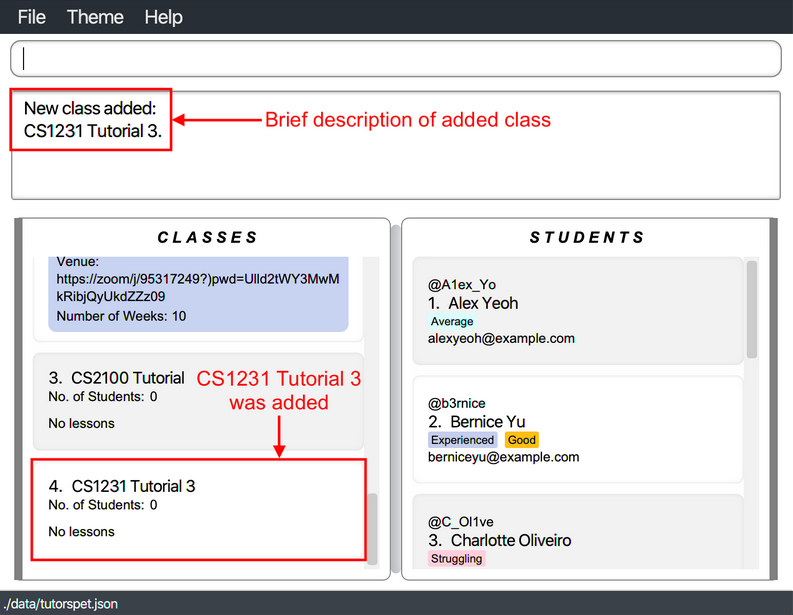 File Theme Help
New class added:
CS1231 Tutorial 3.
Brief description of added class
CLASSES
Venue:
https://zoom/j/95317249?)pwd=Ulld2tWY3MwM
kRibjQyUkdZZz09
Number of Weeks: 10
3. CS2100 Tutorial
No. of Students: 0
No lessons
CS1231 Tutorial 3
was added
4. CS1231 Tutorial 3
No. of Students: 0
No lessons
STUDENTS
@A1ex_Yo
1. Alex Yeoh
Average
alexyeoh@example.com
@b3rnice
2. Bernice Yu
Experienced Good
berniceyu@example.com
@C_Ol1ve
3. Charlotte Oliveiro
Struggling
./data/tutorspet.json